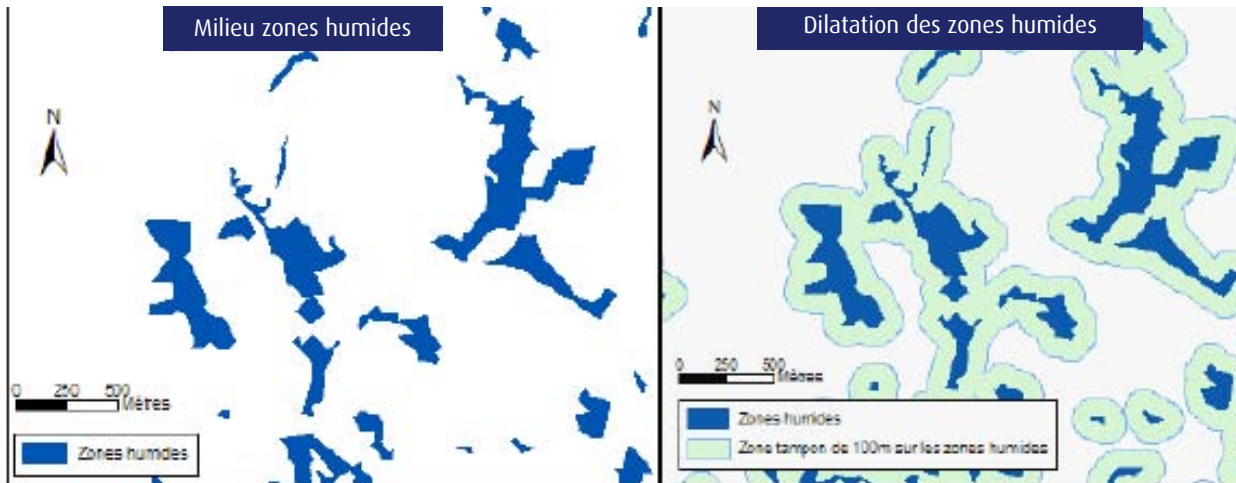 Milieu zones humides
N
0 250 500
Mètres
Zones humides
Dilatation des zones humides
N
0 250 500
Mètres
Zones humides
Zone tampon de 100m sur les zones humides